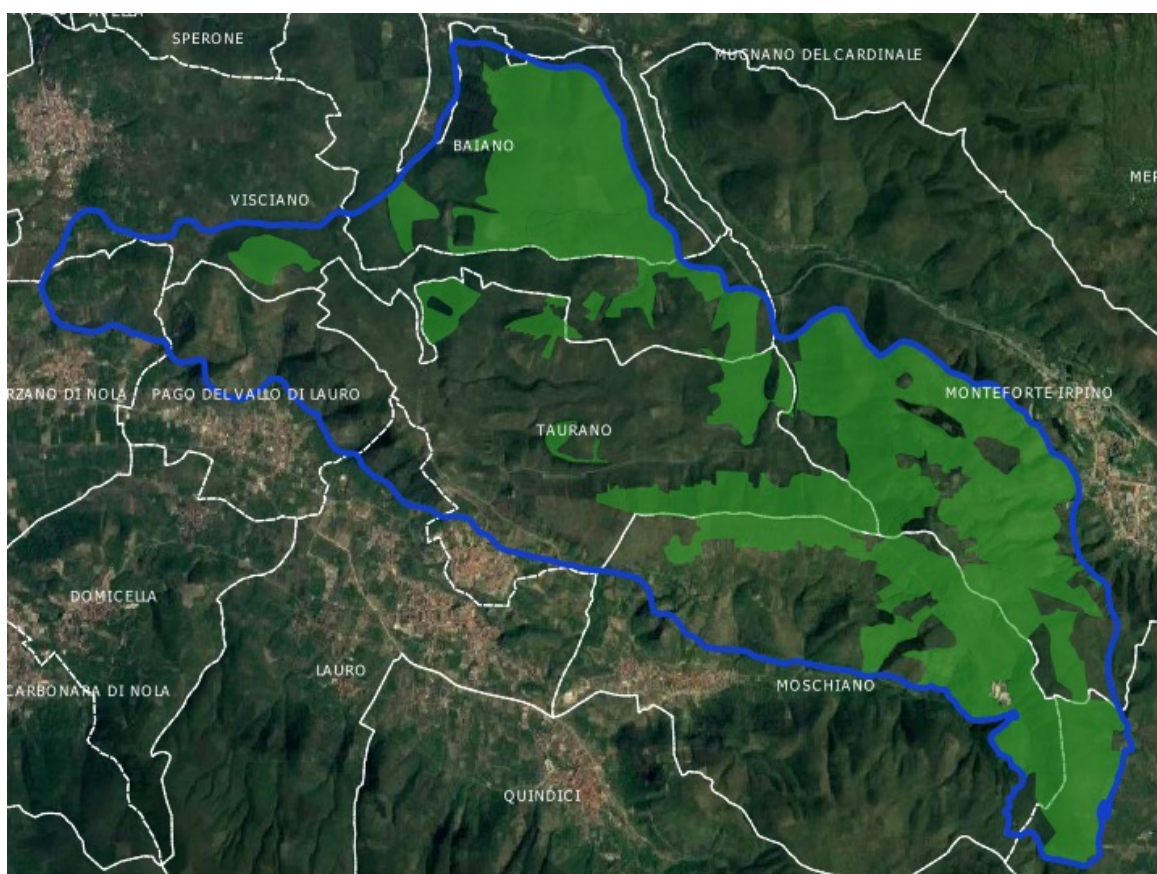 SPERONE
MUGNANO DEL CARDINALE
BAIANO
MER
VISCIANO
RZANO DI NOLA
PAGO DEL VALLO DI LAURO
MONTEFORTE IRPINO
TAURANO
DOMICELLA
LAURO
CARBONARA DI NOLA
MOSCHIANO
QUINDICI